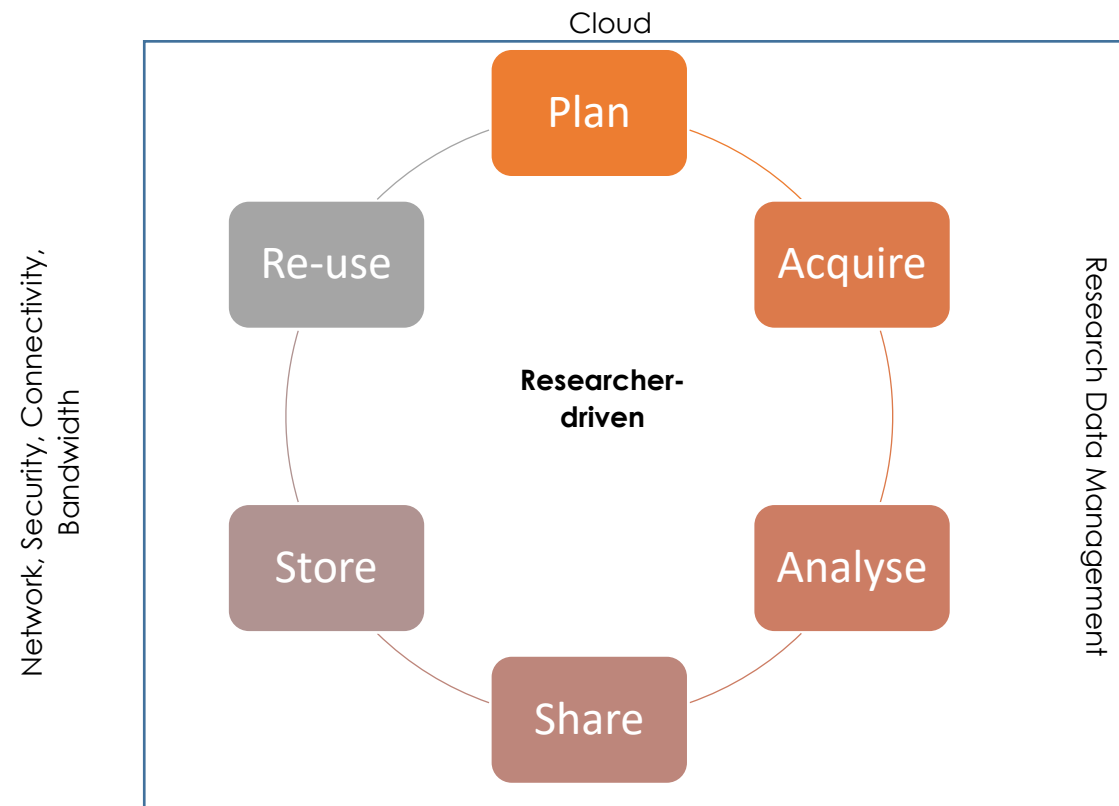 Cloud
Plan
Acquire
Re-use
Researcher-
driven
Network, Security, Connectivity,
Bandwidth
Research Data Management
Analyse
Store
Share